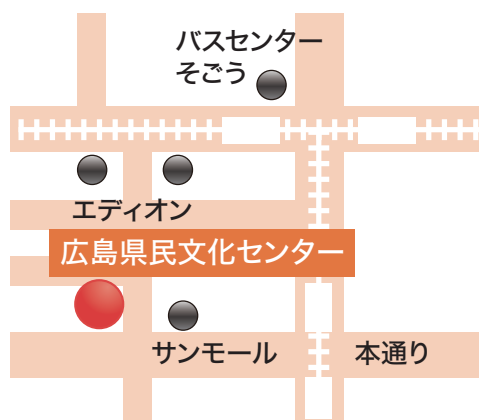 バスセンター
そごう
エディオン
広島県民文化センター
サンモール
本通り